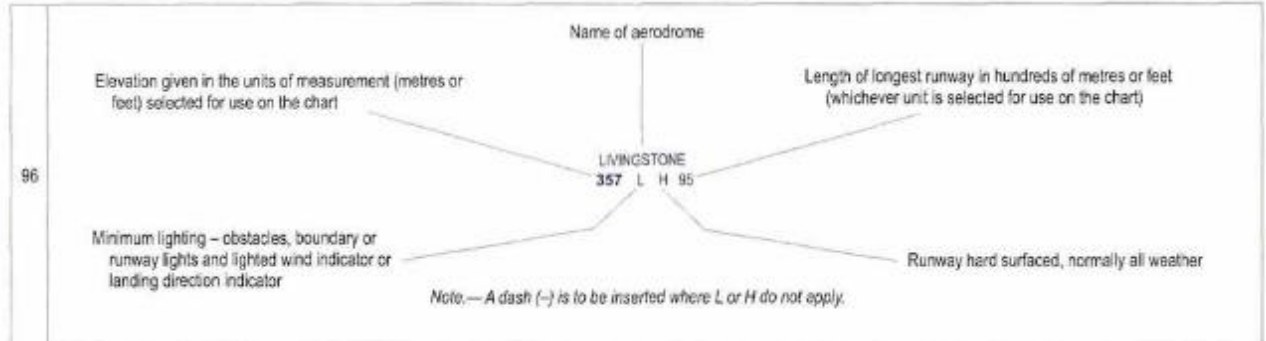 Name of aerodrome
Elevation given in the units of measurement (metres or
feet) selected for use on the chart
Length of longest runway in hundreds of metres or feet
(whichever unit is selected for use on the chart)
96
LIVINGSTONE
357 L H 95
Minimum lighting – obstacles, boundary or
runway lights and lighted wind indicator or
landing direction indicator
Runway hard surfaced, normally all weather
Note.— A dash (–) is to be inserted where L or H do not apply.